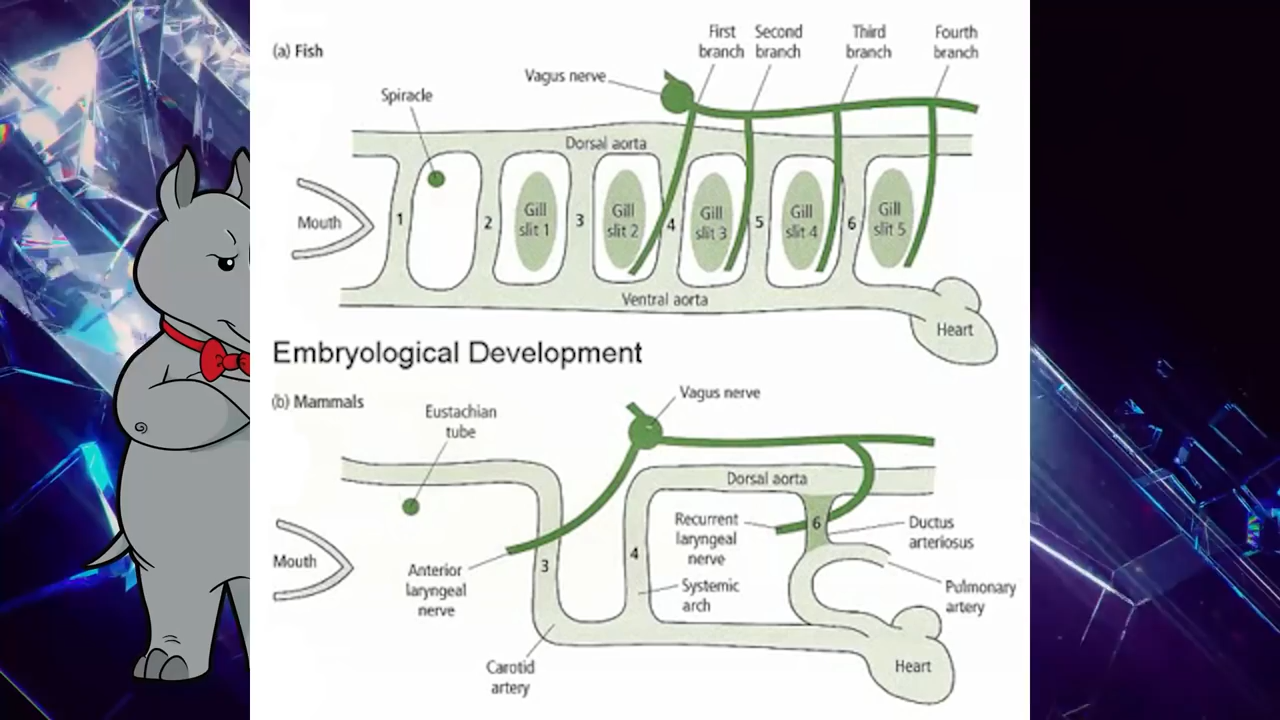 (a) Fish
First
branch
Second
branch
Third
branch
Fourth
branch
Vagus nerve
Spiracle
Dorsal aorta
Mouth
1
2
Gill
slit 1
3
Gill
slit 2
4
Gill
slit 3
5
Gill
slit 4
6
Gill
slit 5
Ventral aorta
Heart
Embryological Development
(b) Mammals
Eustachian
tube
Vagus nerve
Dorsal aorta
Recurrent
laryngeal
nerve
6
Ductus
arteriosus
Mouth
Anterior
laryngeal
nerve
3
4
Systemic
arch
Pulmonary
artery
Carotid
artery
Heart